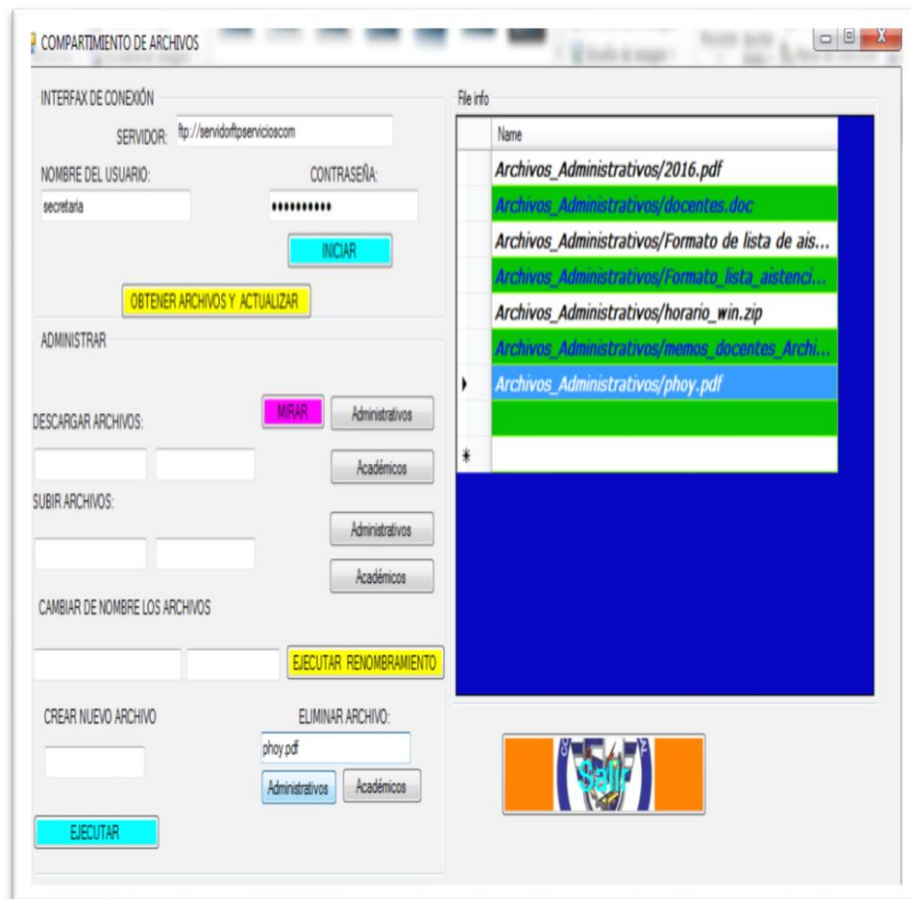 COMPARTIMIENTO DE ARCHIVOS
INTERFAX DE CONEXIÓN
SERVIDOR: ftp://servidorftpservicioscom
NOMBRE DEL USUARIO: CONTRASEÑA:
secretaria ●●●●●●●●●●
INICIAR
OBTENER ARCHIVOS Y ACTUALIZAR
ADMINISTRAR
DESCARGAR ARCHIVOS:
MIRAR Administrativos
Académicos
SUBIR ARCHIVOS:
Administrativos
Académicos
CAMBIAR DE NOMBRE LOS ARCHIVOS
EJECUTAR RENOMBRAMIENTO
CREAR NUEVO ARCHIVO
EJECUTAR
ELIMINAR ARCHIVO:
phoy.pdf
Administrativos Académicos
File info
Name
Archivos_Administrativos/2016.pdf
Archivos_Administrativos/docentes.doc
Archivos_Administrativos/Formato de lista de ais...
Archivos_Administrativos/Formato_lista_aistenci...
Archivos_Administrativos/horario_win.zip
Archivos_Administrativos/memos_docentes_Archi...
Archivos_Administrativos/phoy.pdf
Salir